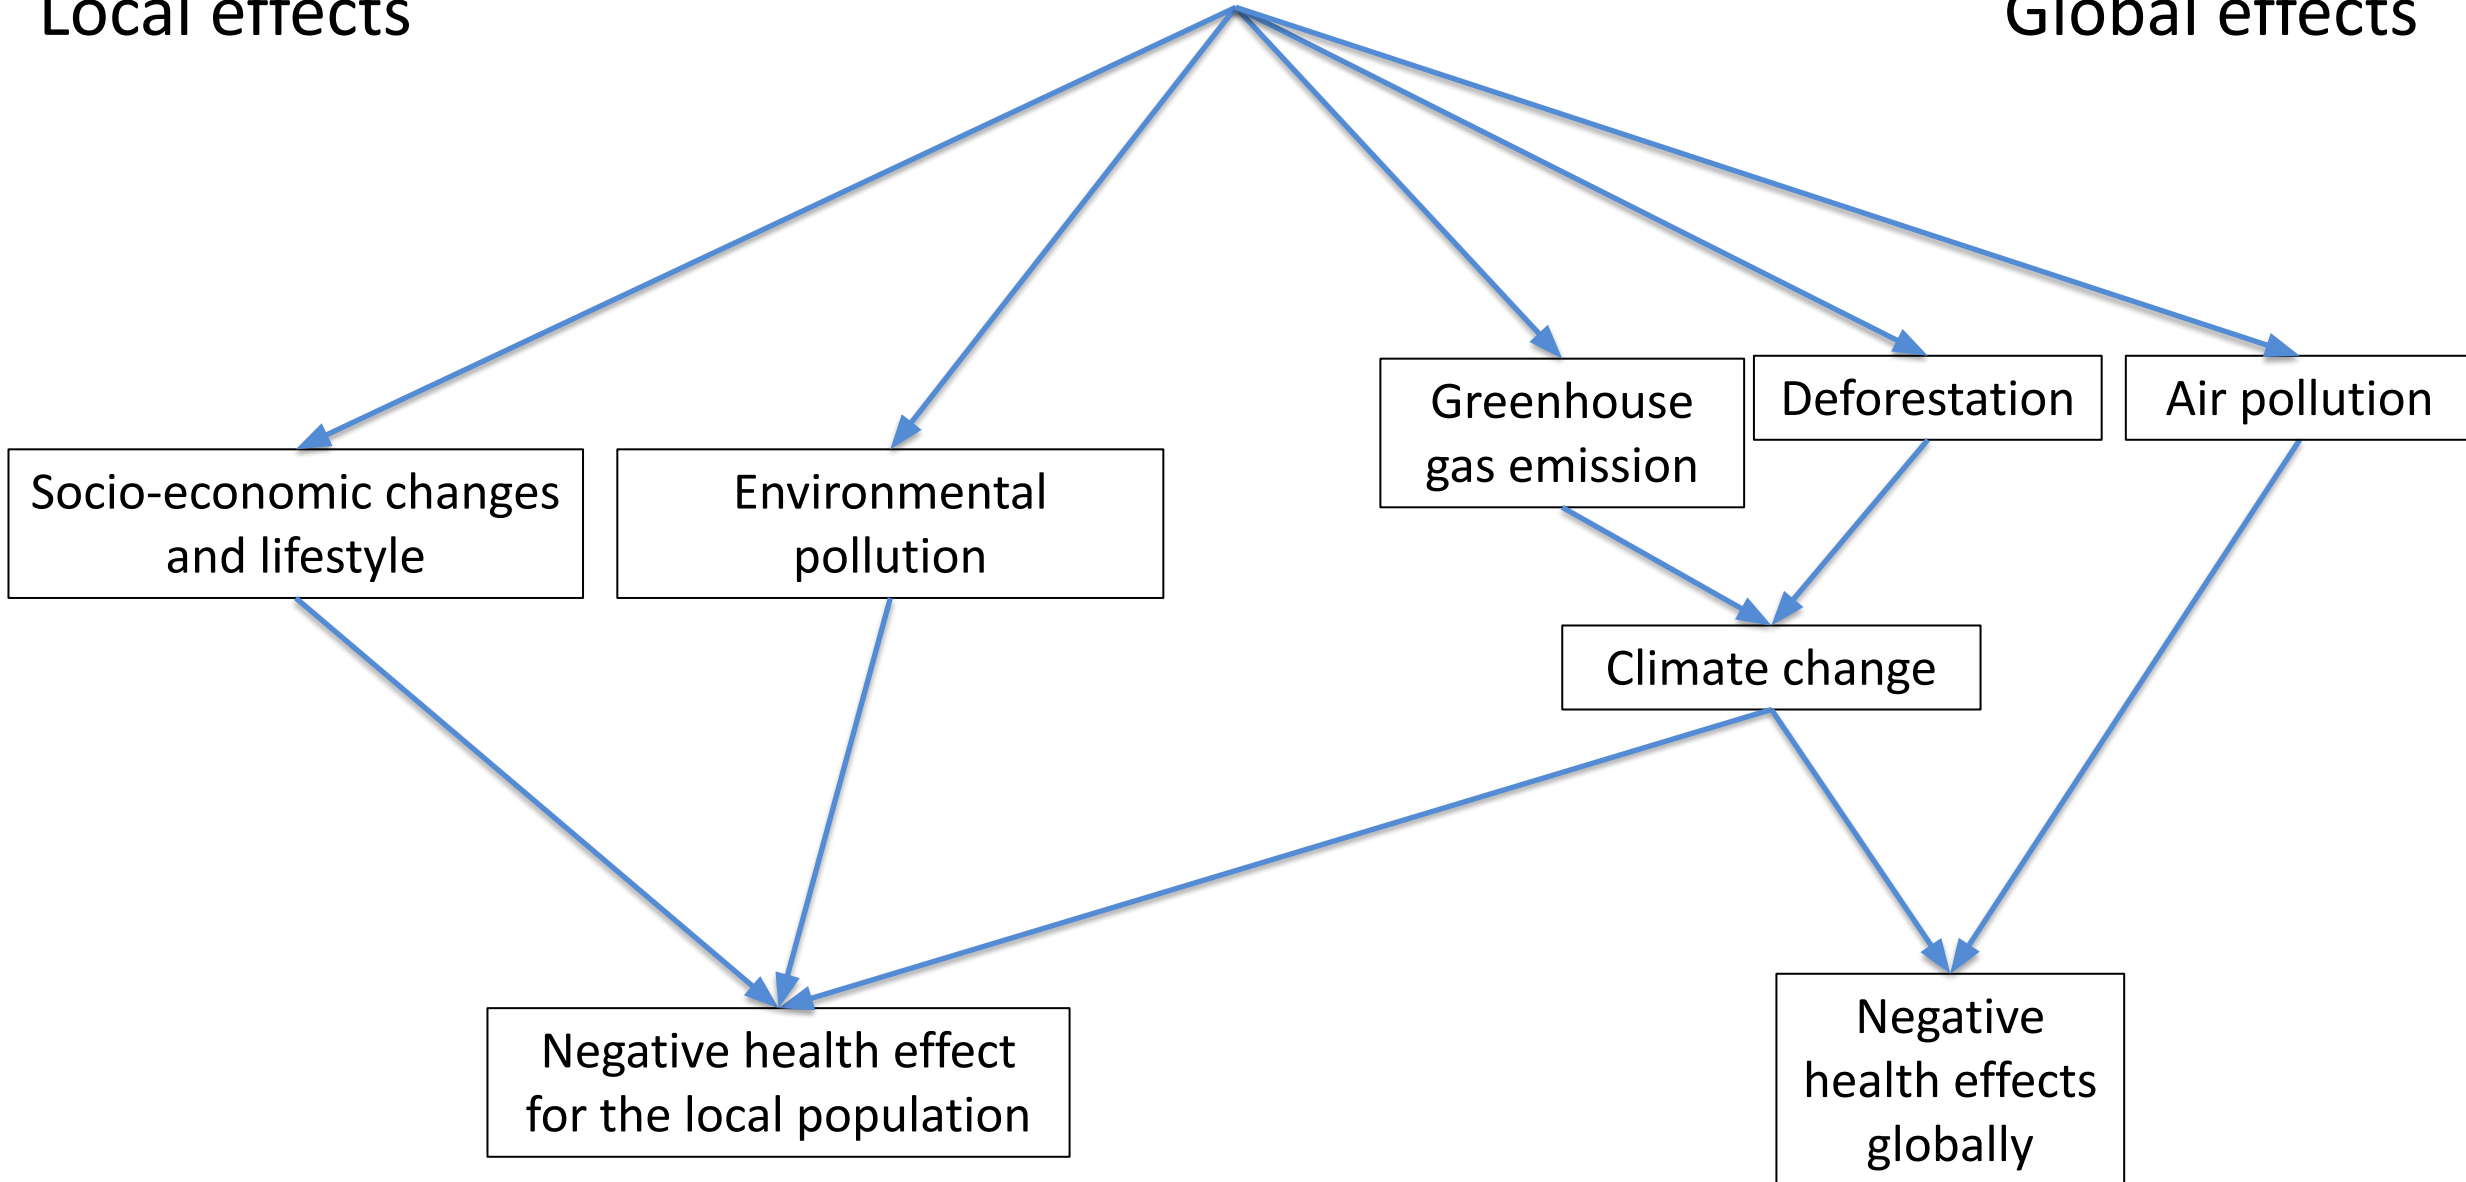 Local effects
Global effects
Greenhouse
gas emission
Deforestation
Air pollution
Socio-economic changes
and lifestyle
Environmental
pollution
Climate change
Negative health effect
for the local population
Negative
health effects
globally